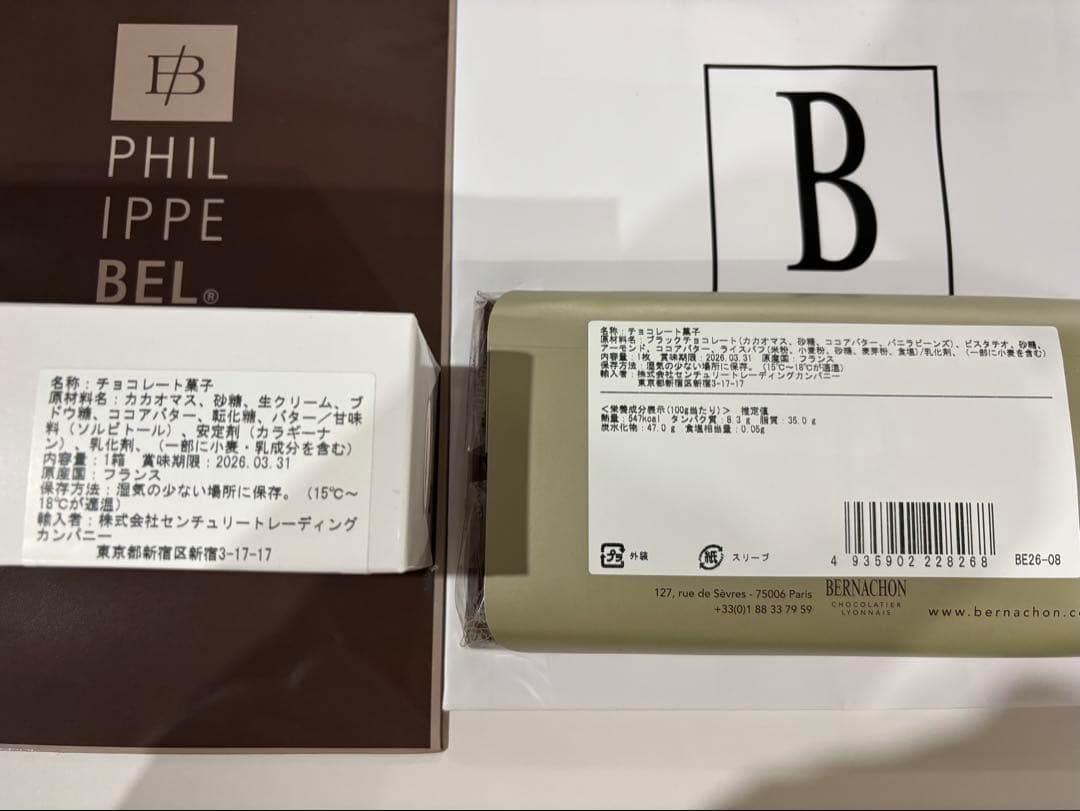 PHIL
IPPE
BEL®
B
名称：チョコレート菓子
原材料名：カカオマス、砂糖、生クリーム、ブ
ドウ糖、ココアバター、転化糖、バター／甘味
料（ソルビトール）、安定剤（カラギーナ
ン）、乳化剤、（一部に小麦・乳成分を含む）
内容量：1箱　賞味期限：2026.03.31
原産国：フランス
保存方法：湿気の少ない場所に保存。（15℃～
18℃が適温）
輸入者：株式会社センチュリートレーディング
カンパニー
東京都新宿区新宿3-17-17
名称：チョコレート菓子
原材料名：ブラックチョコレート（カカオマス、砂糖、ココアバター、バニラビーンズ）、ピスタチオ、砂糖、
アーモンド、ココアバター、ライスパフ（米粉、小麦粉、砂糖、麦芽粉、食塩）/乳化剤、（一部に小麦を含む）
内容量：1枚　賞味期限：2026.03.31　原産国：フランス
保存方法：湿気の少ない場所に保存。（15℃～18℃が適温）
輸入者：株式会社センチュリートレーディングカンパニー
東京都新宿区新宿3-17-17
＜栄養成分表示（100g当たり）＞　推定値
熱量：547kcal　タンパク質：8.3g　脂質：35.0g
炭水化物：47.0g　食塩相当量：0.05g
プラ 外装
紙 スリーブ
4 935902 228268
BE26-08
127, rue de Sèvres - 75006 Paris
+33(0)1 88 33 79 59
BERNACHON
CHOCOLATIER
LYONNAIS
www.bernachon.c